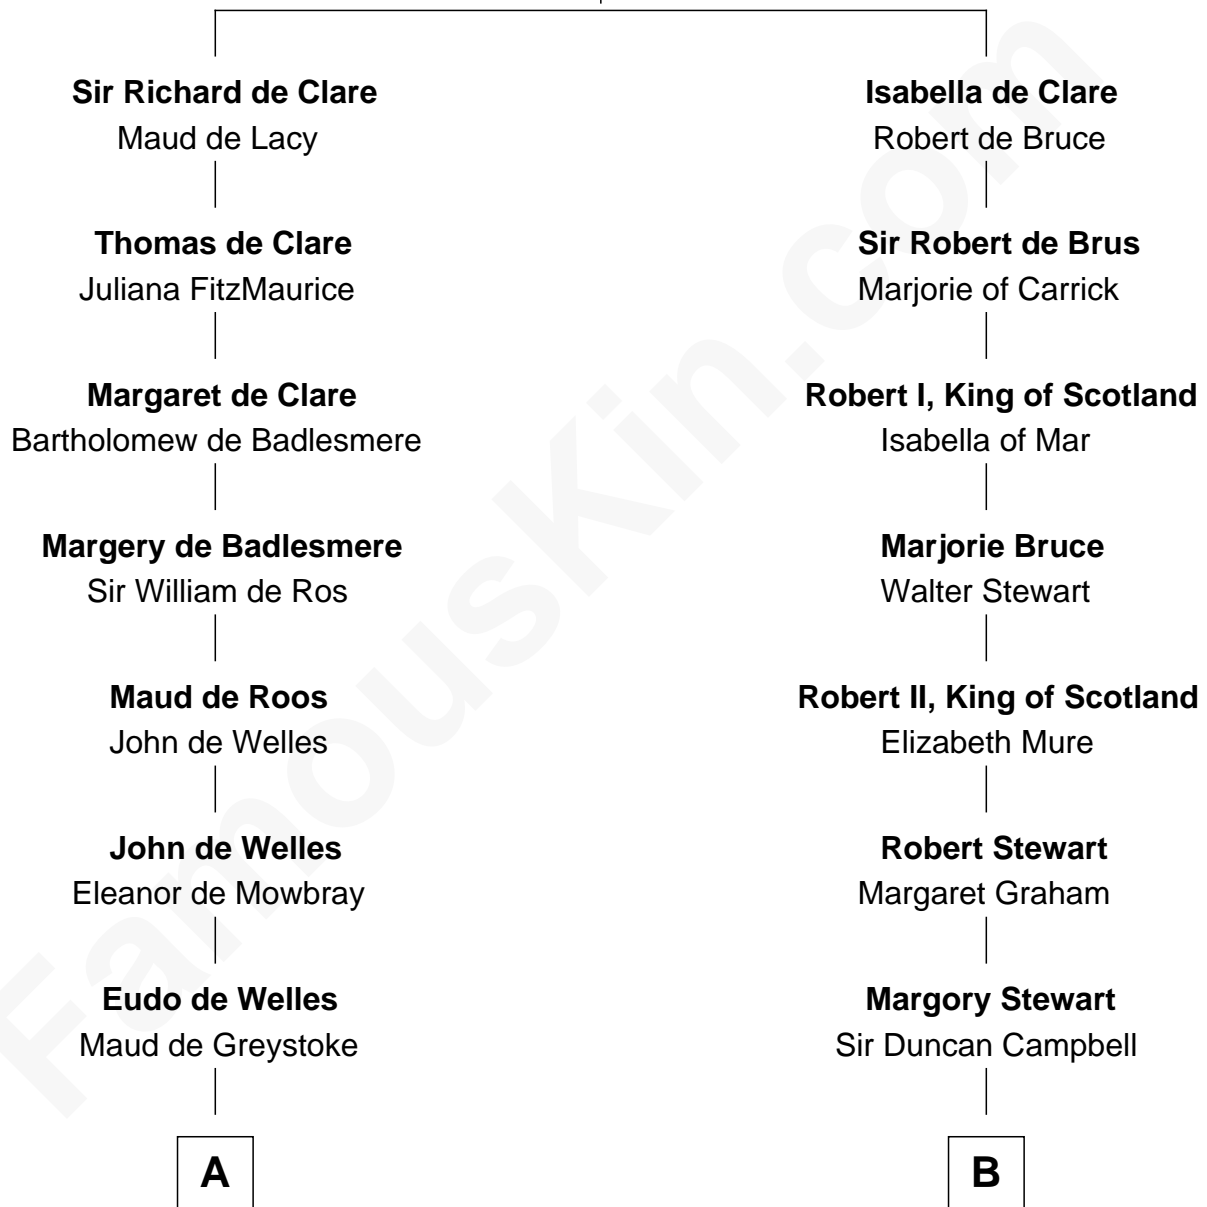 Sir Richard de Clare
Maud de Lacy
Thomas de Clare
Juliana FitzMaurice
Margaret de Clare
Bartholomew de Badlesmere
Margery de Badlesmere
Sir William de Ros
Maud de Roos
John de Welles
John de Welles
Eleanor de Mowbray
Eudo de Welles
Maud de Greystoke
A
Isabella de Clare
Robert de Bruce
Sir Robert de Brus
Marjorie of Carrick
Robert I, King of Scotland
Isabella of Mar
Marjorie Bruce
Walter Stewart
Robert II, King of Scotland
Elizabeth Mure
Robert Stewart
Margaret Graham
Margory Stewart
Sir Duncan Campbell
B
FamousKin.com